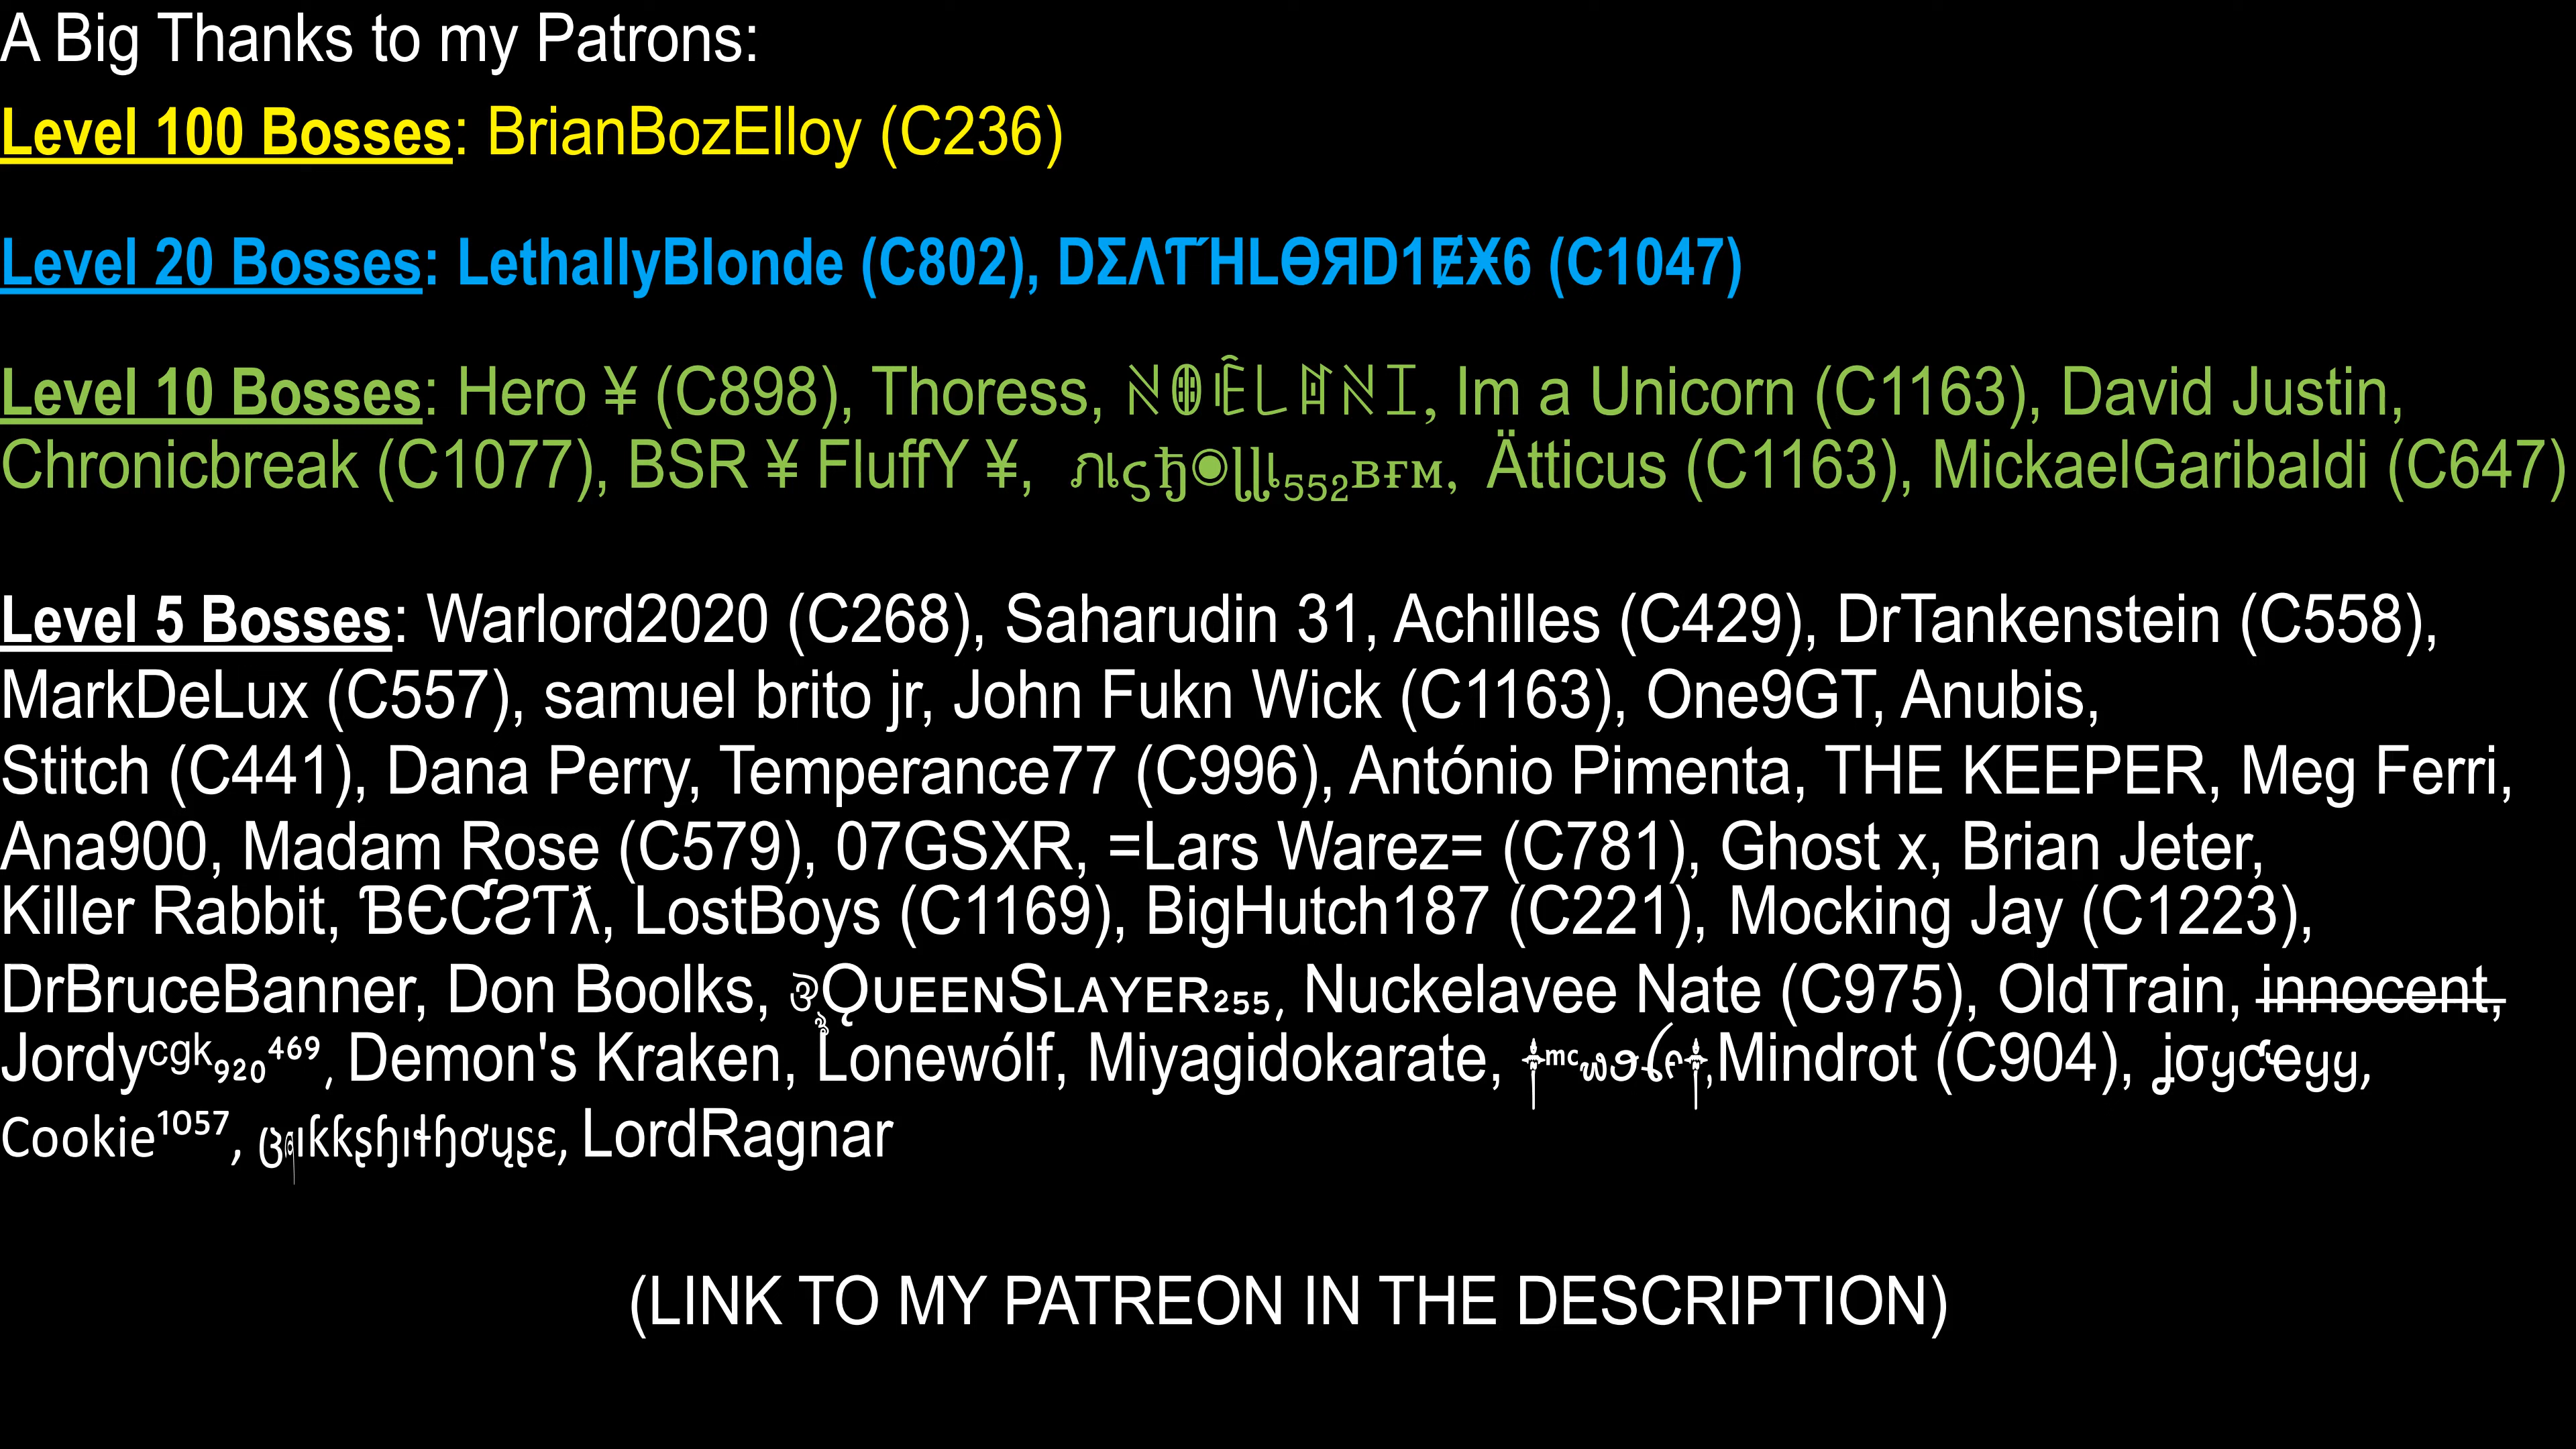 A Big Thanks to my Patrons:
Level 100 Bosses: BrianBozElloy (C236)
Level 20 Bosses: LethallyBlonde (C802), DΣΛƬΉLӨЯD1ɆӾ6 (C1047)
Level 10 Bosses: Hero ¥ (C898), Thoress, Im a Unicorn (C1163), David Justin,
Chronicbreak (C1077), BSR ¥ FluffY ¥, Ätticus (C1163), MickaelGaribaldi (C647)
Level 5 Bosses: Warlord2020 (C268), Saharudin 31, Achilles (C429), DrTankenstein (C558),
MarkDeLux (C557), samuel brito jr, John Fukn Wick (C1163), One9GT, Anubis,
Stitch (C441), Dana Perry, Temperance77 (C996), António Pimenta, THE KEEPER, Meg Ferri,
Ana900, Madam Rose (C579), 07GSXR, =Lars Warez= (C781), Ghost x, Brian Jeter,
Killer Rabbit, ƁЄƇƧƬƛ, LostBoys (C1169), BigHutch187 (C221), Mocking Jay (C1223),
DrBruceBanner, Don Boolks, QᴜᴇᴇɴSʟᴀʏᴇʀ₂₅₅, Nuckelavee Nate (C975), OldTrain, innocent,
Jordyᶜᵍᵏ₉₂₀⁴⁶⁹, Demon's Kraken, Lonewólf, Miyagidokarate, Mindrot (C904), ʝσყƈҽყყ,
Cookie¹⁰⁵⁷, LordRagnar
(LINK TO MY PATREON IN THE DESCRIPTION)